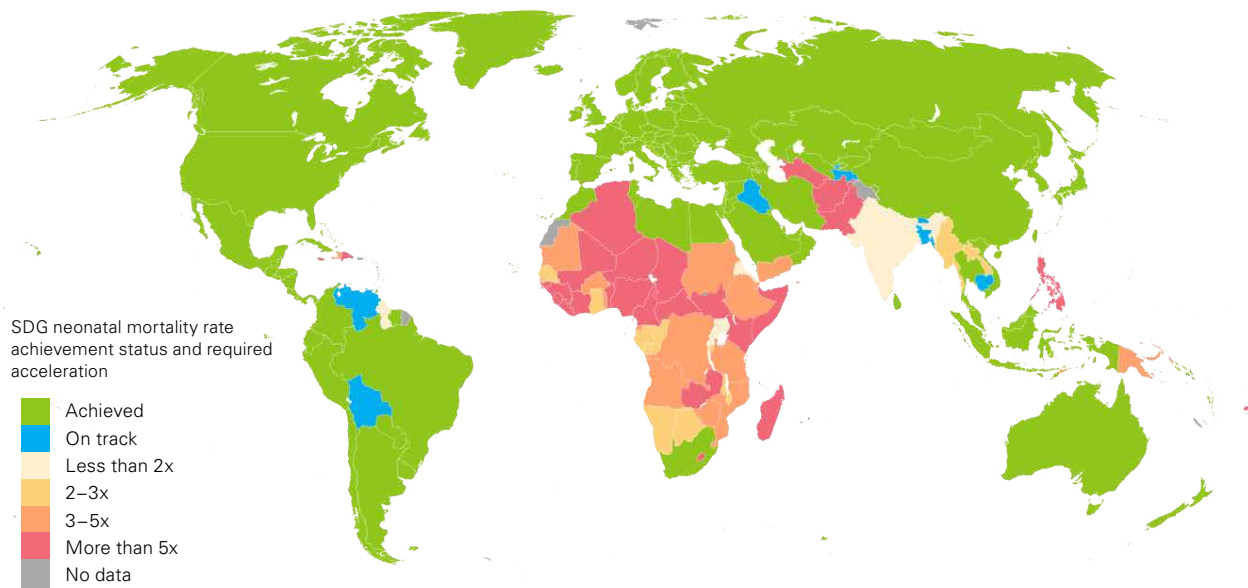 SDG neonatal mortality rate
achievement status and required
acceleration
Achieved
On track
Less than 2x
2–3x
3–5x
More than 5x
No data